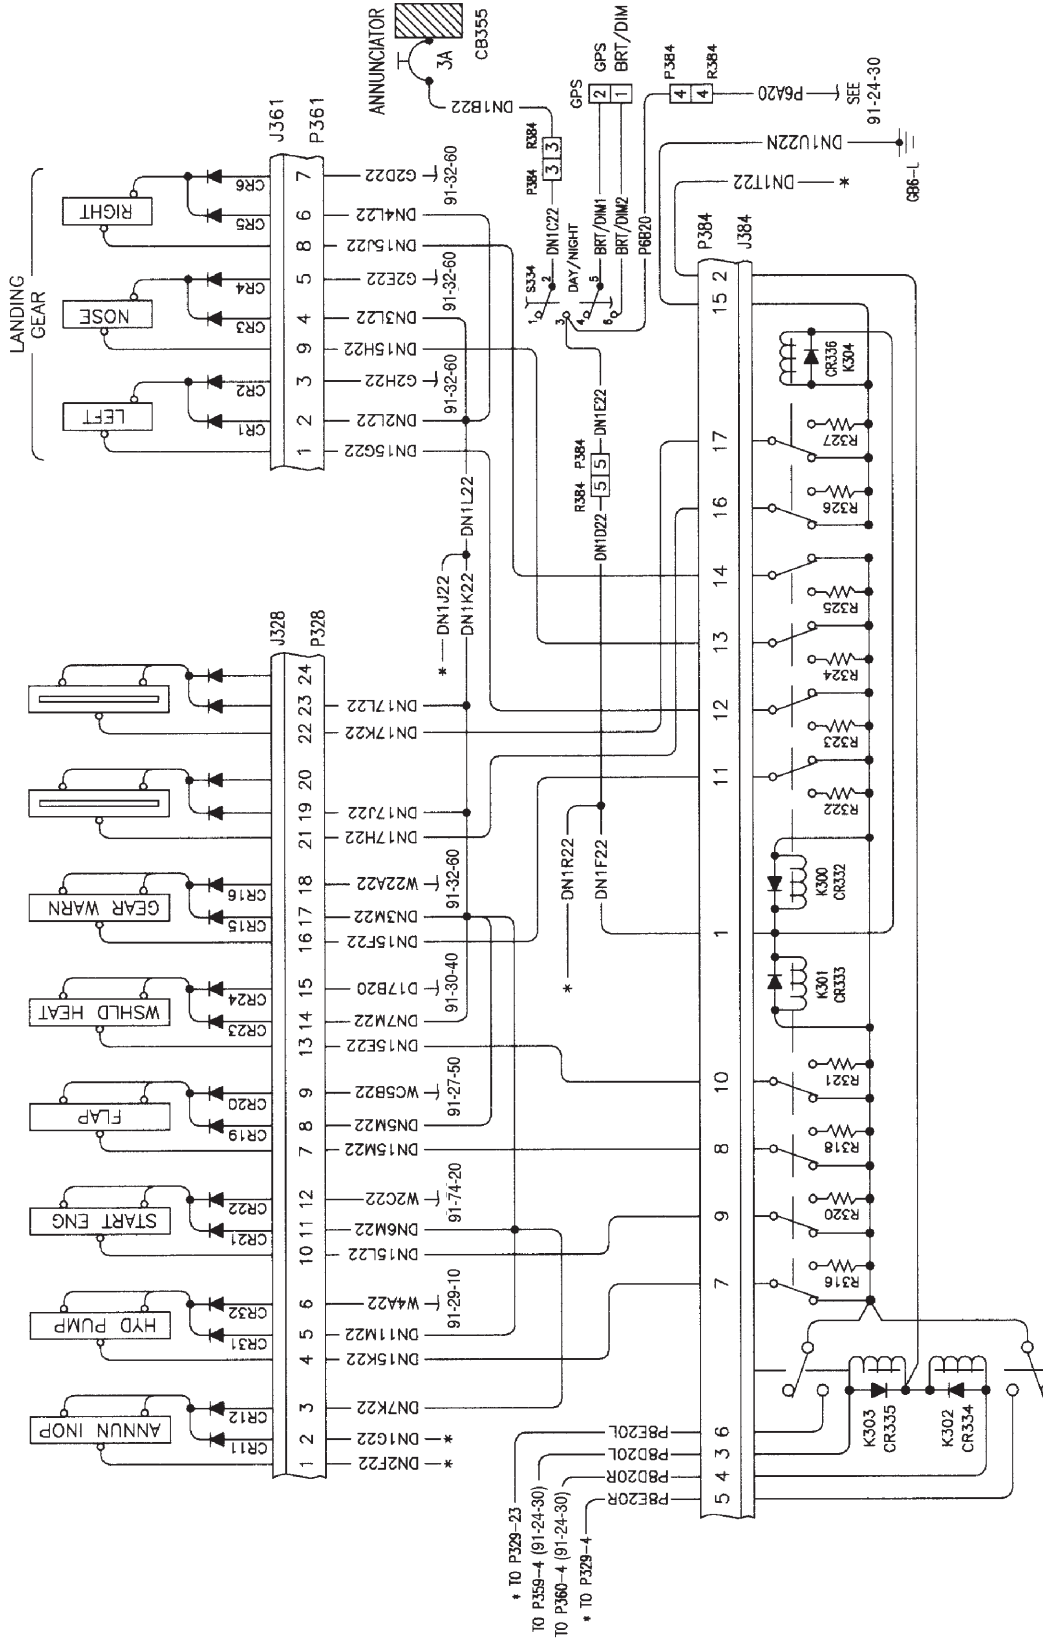 LANDING
GEAR
LEFT
NOSE
RIGHT
CR1
CR2
CR3
CR4
CR5
CR6
J361
P361
1
2
3
9
4
5
8
6
7
DN15G22
DN2L22
G2H22
DN15H22
DN3L22
G2E22
DN15J22
DN4L22
G2D22
91-32-60
91-32-60
91-32-60
ANNUNCIATOR
3A
CB355
DN1B22
ANNUN INOP
HYD PUMP
START ENG
FLAP
WSHLD HEAT
GEAR WARN
CR11
CR12
CR31
CR32
CR21
CR22
CR19
CR20
CR23
CR24
CR15
CR16
J328
P328
1
2
3
4
5
6
10
11
12
7
8
9
13
14
15
16
17
18
21
19
20
22
23
24
DN2F22
DN1G22
DN7K22
DN15K22
DN11M22
W4A22
DN15L22
DN6M22
W2C22
DN15M22
DN5M22
WC5B22
DN15E22
DN7M22
D17B20
DN15F22
DN3M22
W22A22
DN17H22
DN17J22
DN17K22
DN17L22
*
*
91-29-10
91-74-20
91-27-50
91-30-40
91-32-60
* DN1J22
DN1K22
DN1L22
P384 R384
3 3
DN1C22
S334
DAY/NIGHT
1
2
3
4
5
6
GPS
2 GPS
1 BRT/DIM
BRT/DIM1
BRT/DIM2
P6B20
P384
4
4
R384
P6A20
SEE
91-24-30
R384 P384
5 5
DN1D22
DN1E22
* DN1R22
DN1F22
DN1T22 *
DN1U22N
GB6-L
* TO P329-23
TO P359-4 (91-24-30)
TO P360-4 (91-24-30)
* TO P329-4
P8E20L
P8D20L
P8D20R
P8E20R
P384
J384
5
4
3
6
7
9
8
10
1
11
12
13
14
16
17
15
2
K303
CR335
K302
CR334
R316
R320
R318
R321
K301
CR333
K300
CR332
R322
R323
R324
R325
R326
R327
CR336
K304